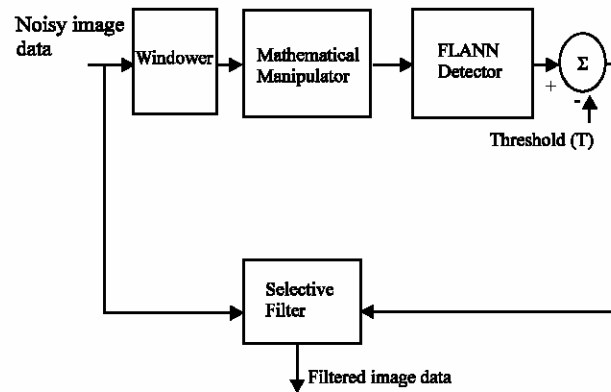 Noisy image
data
Windower
Mathematical
Manipulator
FLANN
Detector
Σ
+
-
Threshold (T)
Selective
Filter
Filtered image data